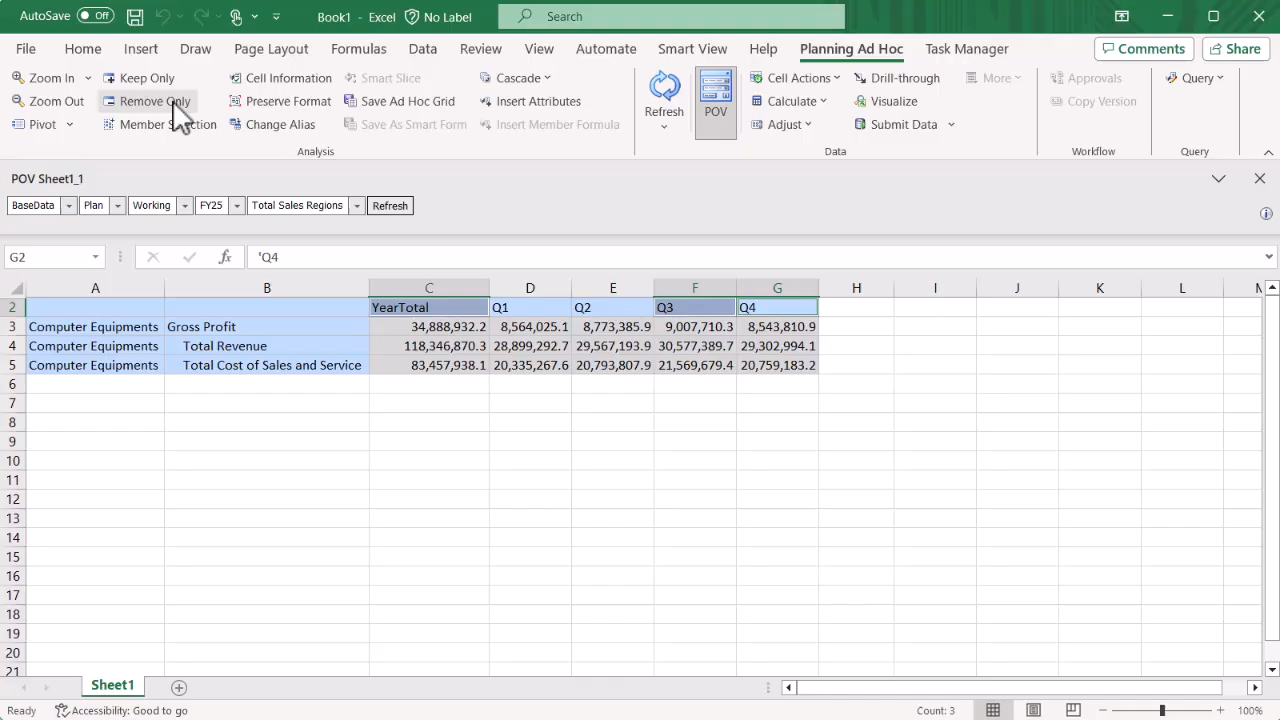 AutoSave Off Book1 - Excel No Label Search
File Home Insert Draw Page Layout Formulas Data Review View Automate Smart View Help Planning Ad Hoc Task Manager Comments Share
Zoom In Keep Only Cell Information Smart Slice Cascade Cell Actions Drill-through More Approvals Query
Zoom Out Remove Only Preserve Format Save Ad Hoc Grid Insert Attributes Refresh POV Calculate Visualize Copy Version
Pivot Member Selection Change Alias Save As Smart Form Insert Member Formula Adjust Submit Data
Analysis Data Workflow Query
POV Sheet1_1
BaseData Plan Working FY25 Total Sales Regions Refresh
G2 fx 'Q4
A B C D E F G H I J K L M
2 YearTotal Q1 Q2 Q3 Q4
3 Computer Equipments Gross Profit 34,888,932.2 8,564,025.1 8,773,385.9 9,007,710.3 8,543,810.9
4 Computer Equipments Total Revenue 118,346,870.3 28,899,292.7 29,567,193.9 30,577,389.7 29,302,994.1
5 Computer Equipments Total Cost of Sales and Service 83,457,938.1 20,335,267.6 20,793,807.9 21,569,679.4 20,759,183.2
6
7
8
9
10
11
12
13
14
15
16
17
18
19
20
21
Sheet1
Ready Accessibility: Good to go Count: 3 100%